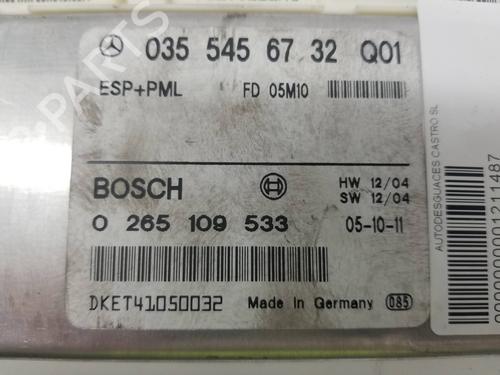 035 545 67 32 Q01
ESP+PML FD 05M10
BOSCH
HW 12/04
SW 12/04
0 265 109 533 05-10-11
DKET41050032 Made in Germany 085
AUTODESGUACES CASTRO SL
PARTS